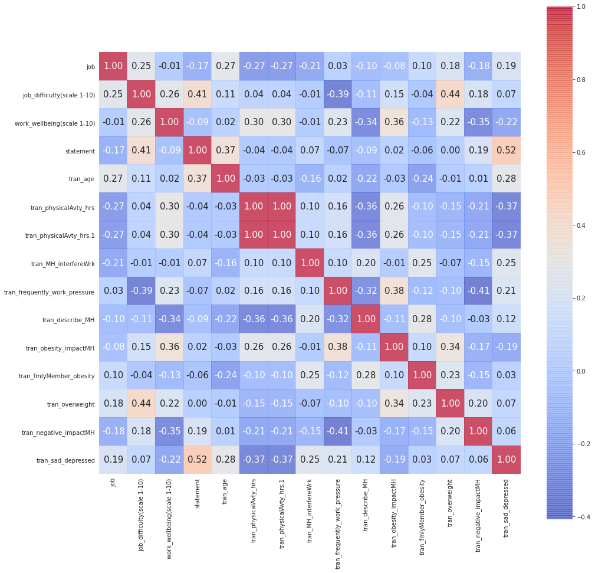 job 1.00 0.25 -0.01 -0.17 0.27 -0.27 -0.27 -0.21 0.03 -0.10 -0.08 0.10 0.18 -0.18 0.19
job_difficulty(scale 1-10) 0.25 1.00 0.26 0.41 0.11 0.04 0.04 -0.01 -0.39 -0.11 0.15 -0.04 0.44 0.18 0.07
work_wellbeing(scale 1-10) -0.01 0.26 1.00 -0.09 0.02 0.30 0.30 -0.01 0.23 -0.34 0.36 -0.13 0.22 -0.35 -0.22
statement -0.17 0.41 -0.09 1.00 0.37 -0.04 -0.04 0.07 -0.07 -0.09 0.02 -0.06 0.00 0.19 0.52
tran_age 0.27 0.11 0.02 0.37 1.00 -0.03 -0.03 -0.16 0.02 -0.22 -0.03 -0.24 -0.01 0.01 0.28
tran_physicalAvty_hrs -0.27 0.04 0.30 -0.04 -0.03 1.00 1.00 0.10 0.16 -0.36 0.26 -0.10 -0.15 -0.21 -0.37
tran_physicalAvty_hrs.1 -0.27 0.04 0.30 -0.04 -0.03 1.00 1.00 0.10 0.16 -0.36 0.26 -0.10 -0.15 -0.21 -0.37
tran_MH_interfereWrk -0.21 -0.01 -0.01 0.07 -0.16 0.10 0.10 1.00 0.10 0.20 -0.01 0.25 -0.07 -0.15 0.25
tran_frequently_work_pressure 0.03 -0.39 0.23 -0.07 0.02 0.16 0.16 0.10 1.00 -0.32 0.38 -0.12 -0.10 -0.41 0.21
tran_describe_MH -0.10 -0.11 -0.34 -0.09 -0.22 -0.36 -0.36 0.20 -0.32 1.00 -0.11 0.28 -0.10 -0.03 0.12
tran_obesity_impactMH -0.08 0.15 0.36 0.02 -0.03 0.26 0.26 -0.01 0.38 -0.11 1.00 0.10 0.34 -0.17 -0.19
tran_fmlyMember_obesity 0.10 -0.04 -0.13 -0.06 -0.24 -0.10 -0.10 0.25 -0.12 0.28 0.10 1.00 0.23 -0.15 0.03
tran_overweight 0.18 0.44 0.22 0.00 -0.01 -0.15 -0.15 -0.07 -0.10 -0.10 0.34 0.23 1.00 0.20 0.07
tran_negative_impactMH -0.18 0.18 -0.35 0.19 0.01 -0.21 -0.21 -0.15 -0.41 -0.03 -0.17 -0.15 0.20 1.00 0.06
tran_sad_depressed 0.19 0.07 -0.22 0.52 0.28 -0.37 -0.37 0.25 0.21 0.12 -0.19 0.03 0.07 0.06 1.00
job
job_difficulty(scale 1-10)
work_wellbeing(scale 1-10)
statement
tran_age
tran_physicalAvty_hrs
tran_physicalAvty_hrs.1
tran_MH_interfereWrk
tran_frequently_work_pressure
tran_describe_MH
tran_obesity_impactMH
tran_fmlyMember_obesity
tran_overweight
tran_negative_impactMH
tran_sad_depressed
1.0
0.8
0.6
0.4
0.2
0.0
−0.2
−0.4